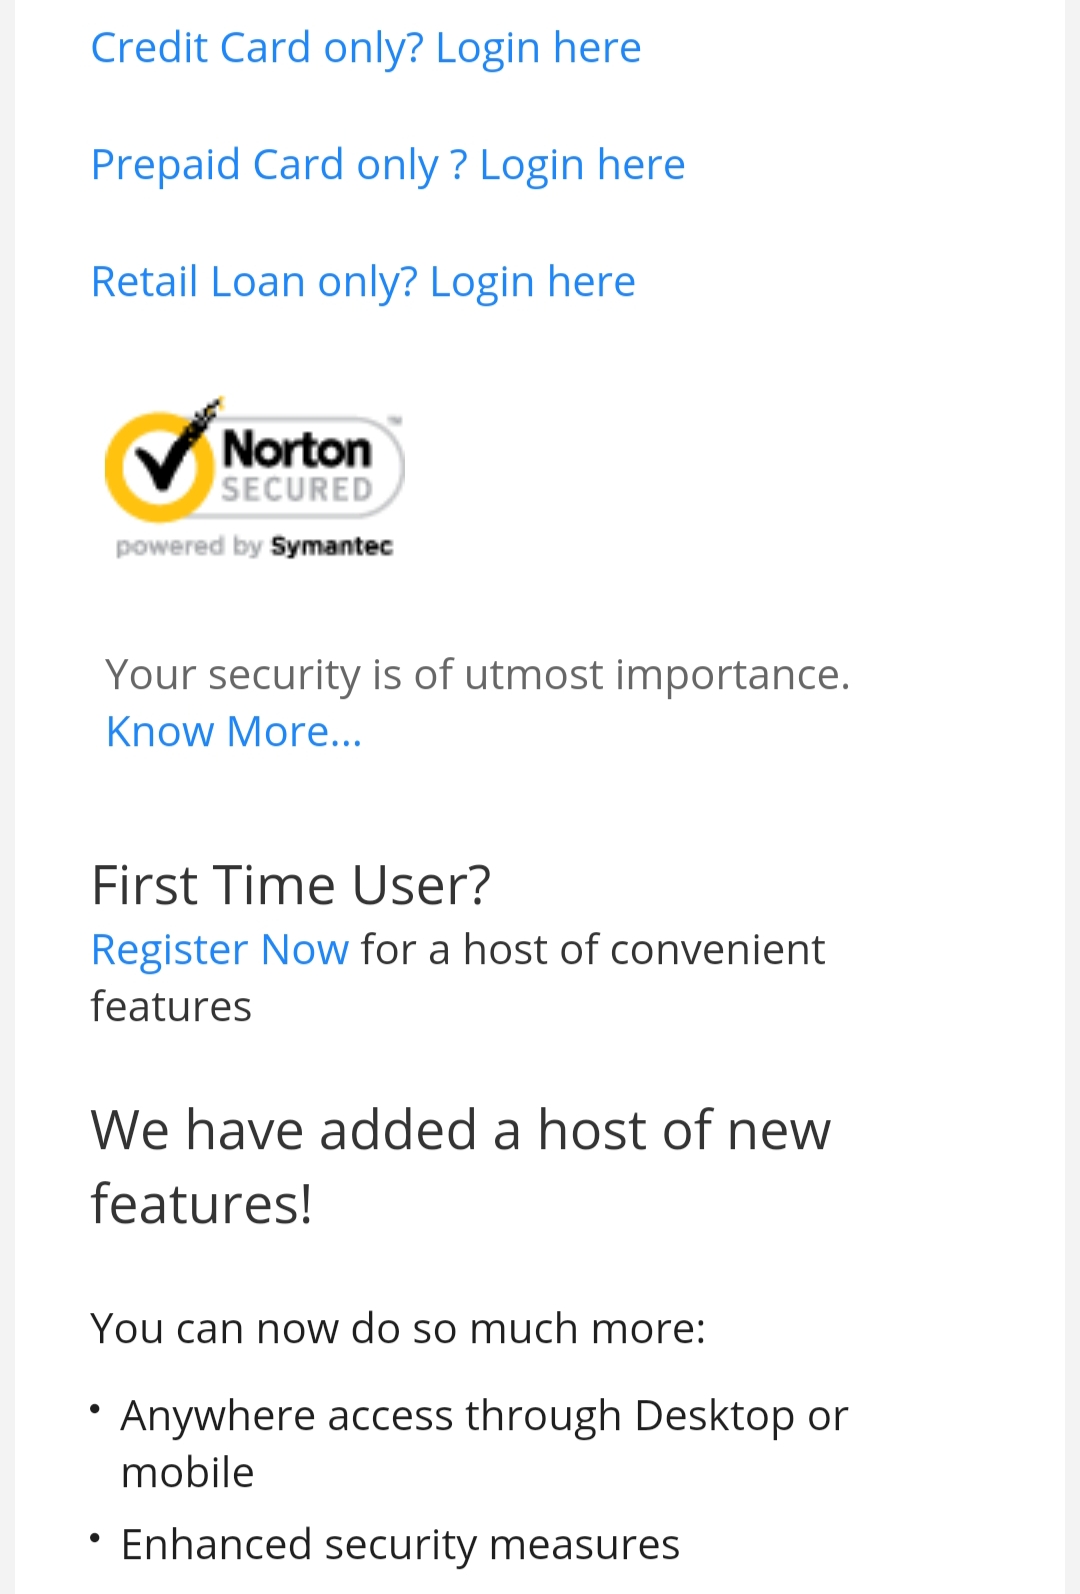 Credit Card only? Login here
Prepaid Card only ? Login here
Retail Loan only? Login here
Norton
SECURED
™
powered by Symantec
Your security is of utmost importance.
Know More...
First Time User?
Register Now for a host of convenient
features
We have added a host of new
features!
You can now do so much more:
• Anywhere access through Desktop or
mobile
• Enhanced security measures